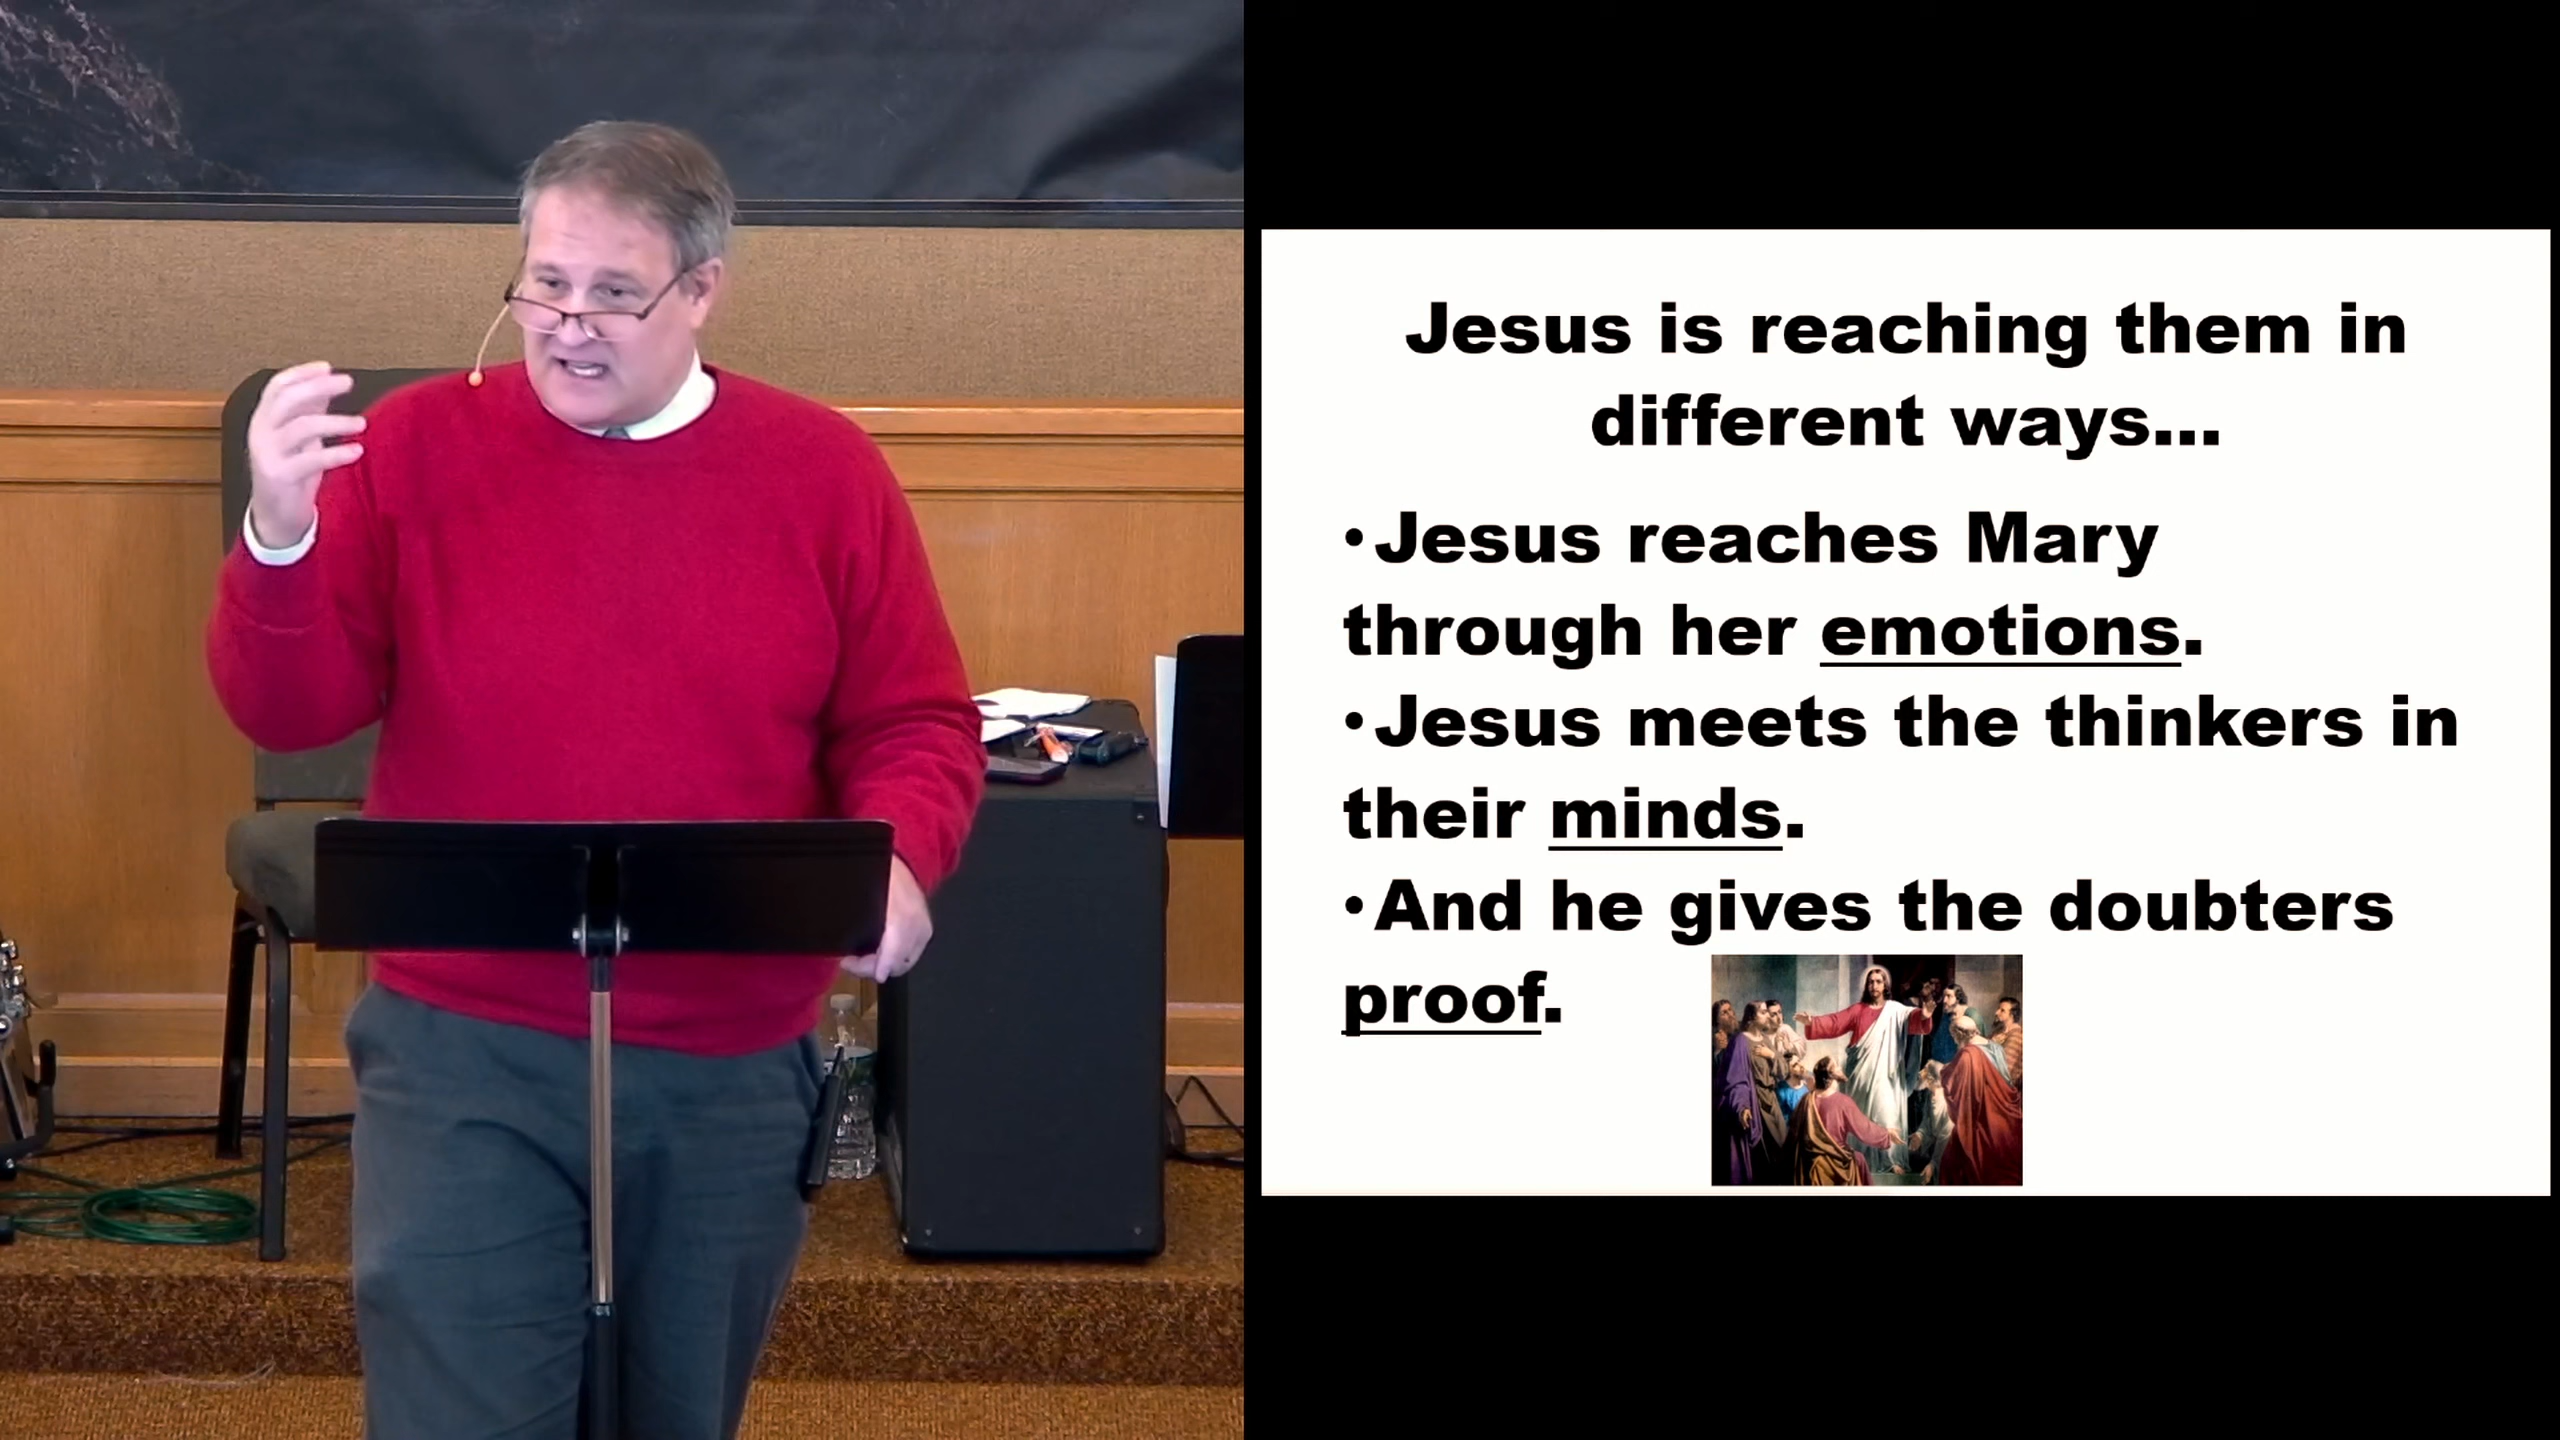 Jesus is reaching them in
different ways...
•Jesus reaches Mary
through her emotions.
•Jesus meets the thinkers in
their minds.
•And he gives the doubters
proof.